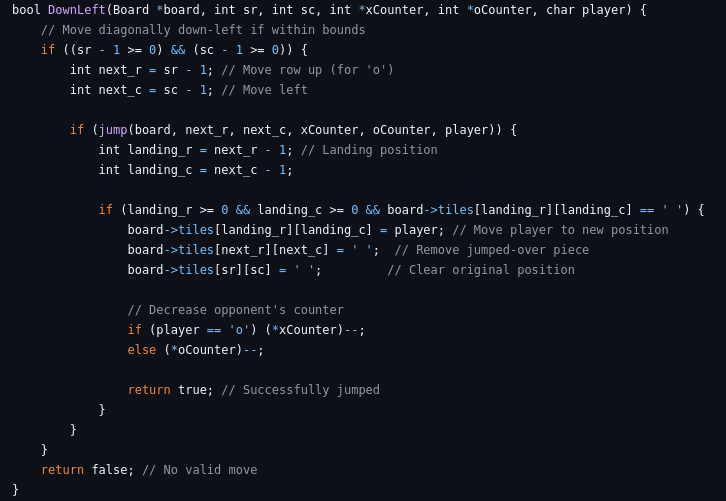 bool DownLeft(Board *board, int sr, int sc, int *xCounter, int *oCounter, char player) {
    // Move diagonally down-left if within bounds
    if ((sr - 1 >= 0) && (sc - 1 >= 0)) {
        int next_r = sr - 1; // Move row up (for 'o')
        int next_c = sc - 1; // Move left

        if (jump(board, next_r, next_c, xCounter, oCounter, player)) {
            int landing_r = next_r - 1; // Landing position
            int landing_c = next_c - 1;

            if (landing_r >= 0 && landing_c >= 0 && board->tiles[landing_r][landing_c] == ' ') {
                board->tiles[landing_r][landing_c] = player; // Move player to new position
                board->tiles[next_r][next_c] = ' ';  // Remove jumped-over piece
                board->tiles[sr][sc] = ' ';         // Clear original position

                // Decrease opponent's counter
                if (player == 'o') (*xCounter)--;
                else (*oCounter)--;

                return true; // Successfully jumped
            }
        }
    }
    return false; // No valid move
}